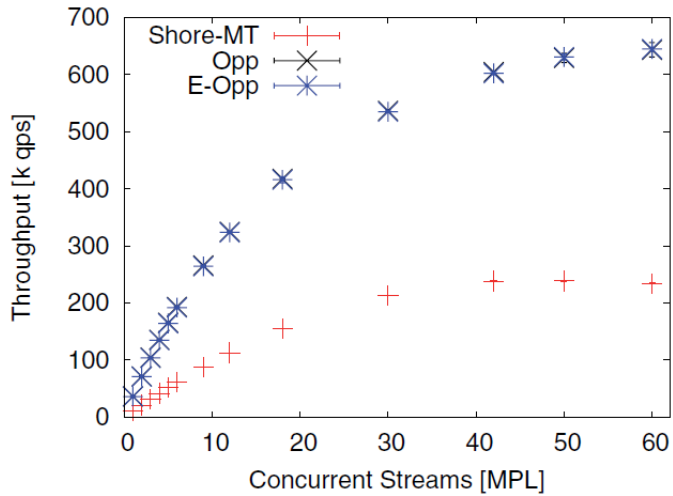 700
600
500
400
300
200
100
0
Throughput [k qps]
Shore-MT
Opp
E-Opp
0 10 20 30 40 50 60
Concurrent Streams [MPL]